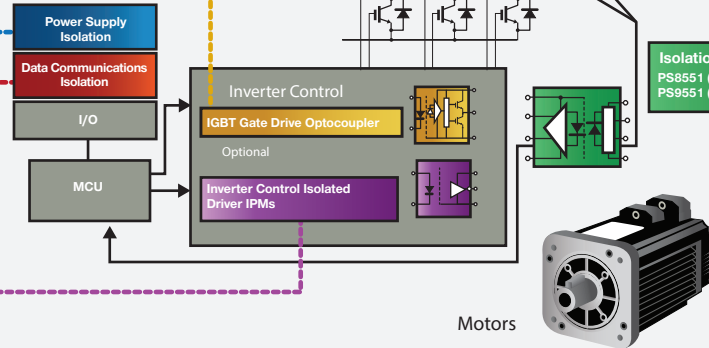 Power Supply
Isolation
Data Communications
Isolation
I/O
MCU
Inverter Control
IGBT Gate Drive Optocoupler
Optional
Inverter Control Isolated
Driver IPMs
PS8551
PS9551
Motors